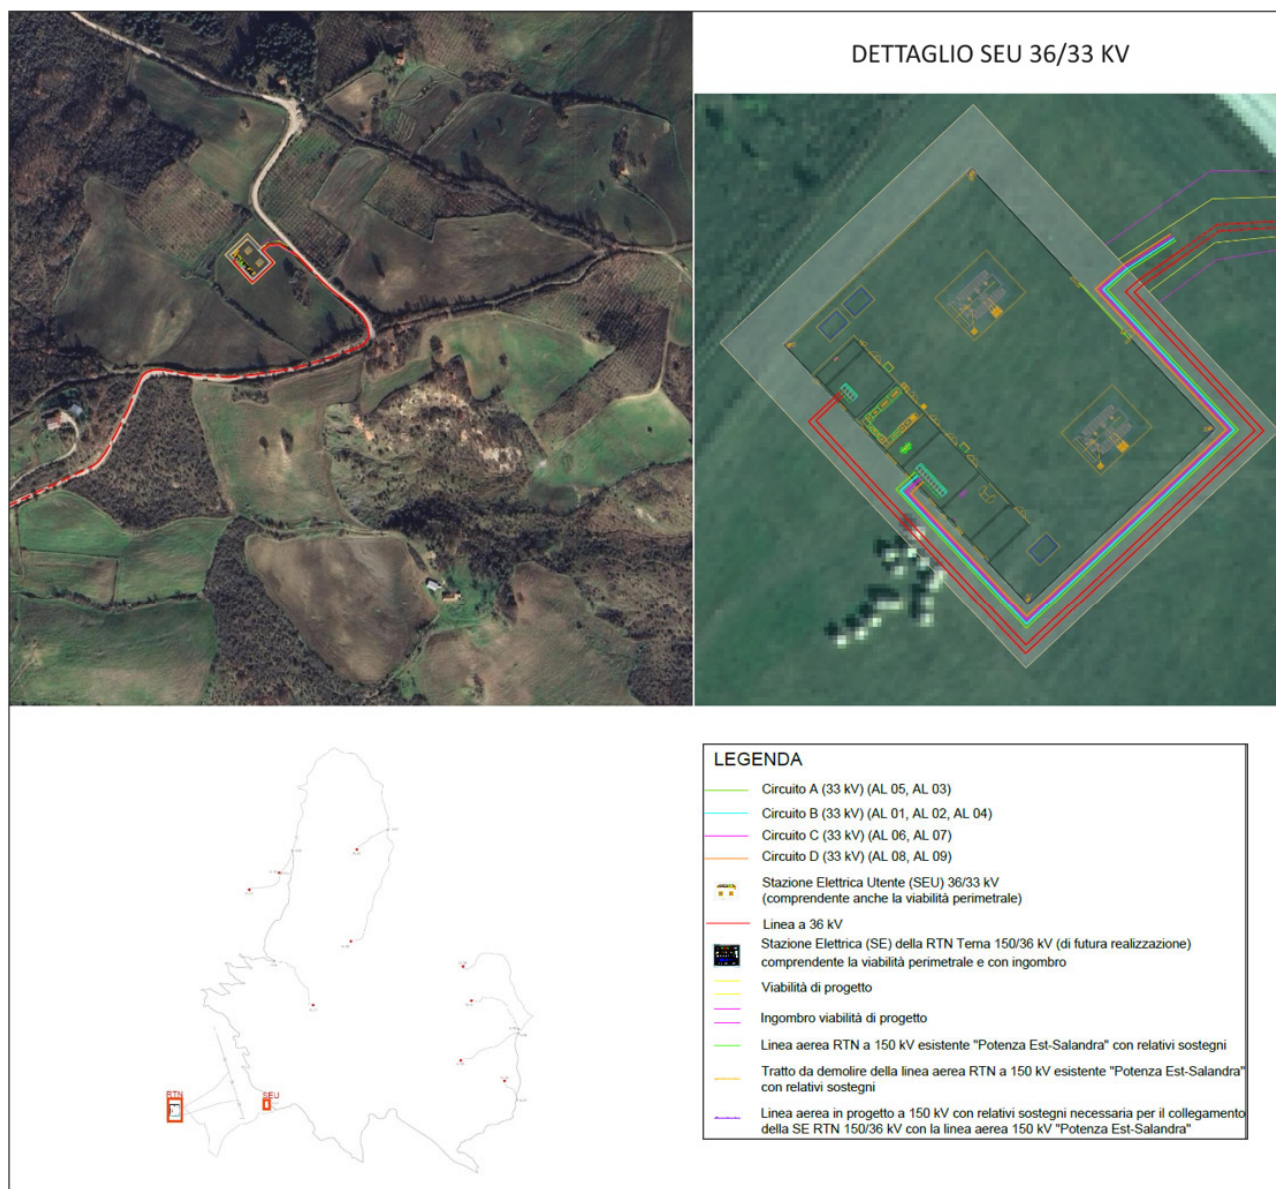 DETTAGLIO SEU 36/33 KV
LEGENDA
Circuito A (33 kV) (AL 05, AL 03)
Circuito B (33 kV) (AL 01, AL 02, AL 04)
Circuito C (33 kV) (AL 06, AL 07)
Circuito D (33 kV) (AL 08, AL 09)
Stazione Elettrica Utente (SEU) 36/33 kV
(comprendente anche la viabilità perimetrale)
Linea a 36 kV
Stazione Elettrica (SE) della RTN Terna 150/36 kV (di futura realizzazione)
comprendente la viabilità perimetrale e con ingombro
Viabilità di progetto
Ingombro viabilità di progetto
Linea aerea RTN a 150 kV esistente "Potenza Est-Salandra" con relativi sostegni
Tratto da demolire della linea aerea RTN a 150 kV esistente "Potenza Est-Salandra"
con relativi sostegni
Linea aerea in progetto a 150 kV con relativi sostegni necessaria per il collegamento
della SE RTN 150/36 kV con la linea aerea 150 kV "Potenza Est-Salandra"
RTN
SEU